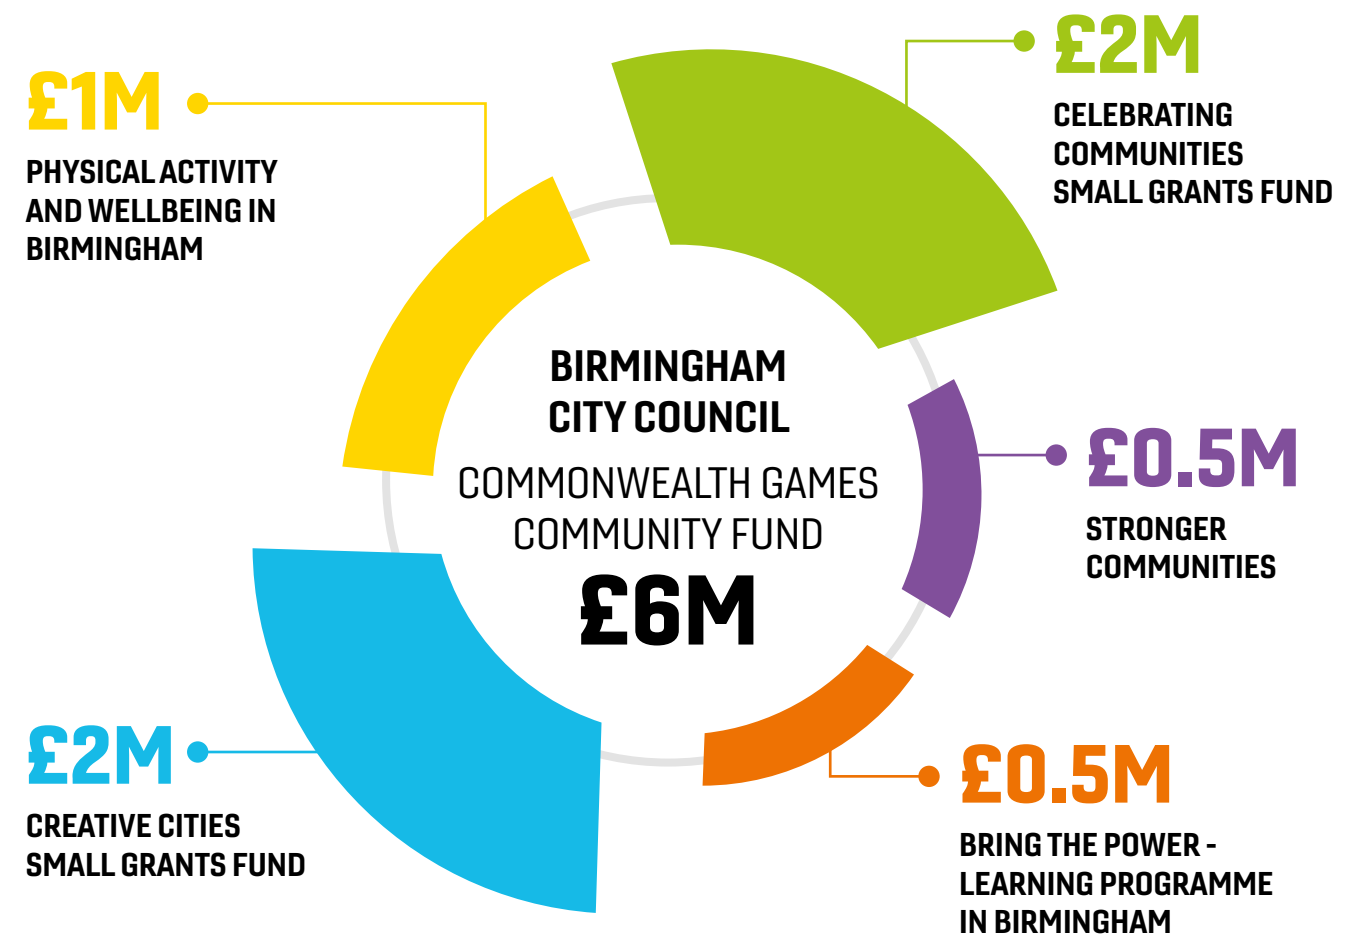 £1M
PHYSICAL ACTIVITY
AND WELLBEING IN
BIRMINGHAM
£2M
CELEBRATING
COMMUNITIES
SMALL GRANTS FUND
BIRMINGHAM
CITY COUNCIL
COMMONWEALTH GAMES
COMMUNITY FUND
£6M
£0.5M
STRONGER
COMMUNITIES
£2M
CREATIVE CITIES
SMALL GRANTS FUND
£0.5M
BRING THE POWER -
LEARNING PROGRAMME
IN BIRMINGHAM